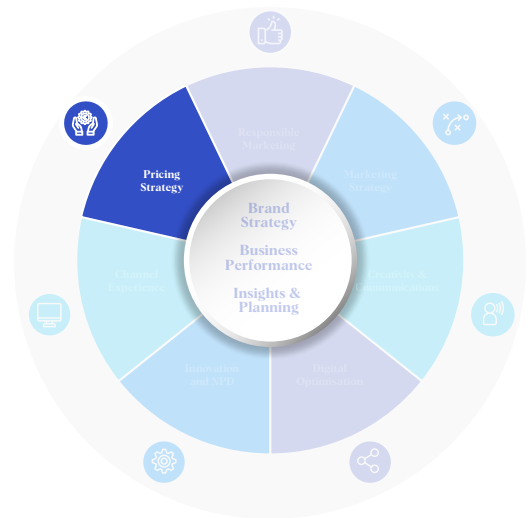 Responsible
Marketing
Pricing
Strategy
Marketing
Strategy
Brand
Strategy
Business
Performance
Insights &
Planning
Channel
Experience
Creativity &
Communications
Innovation
and NPD
Digital
Optimisation